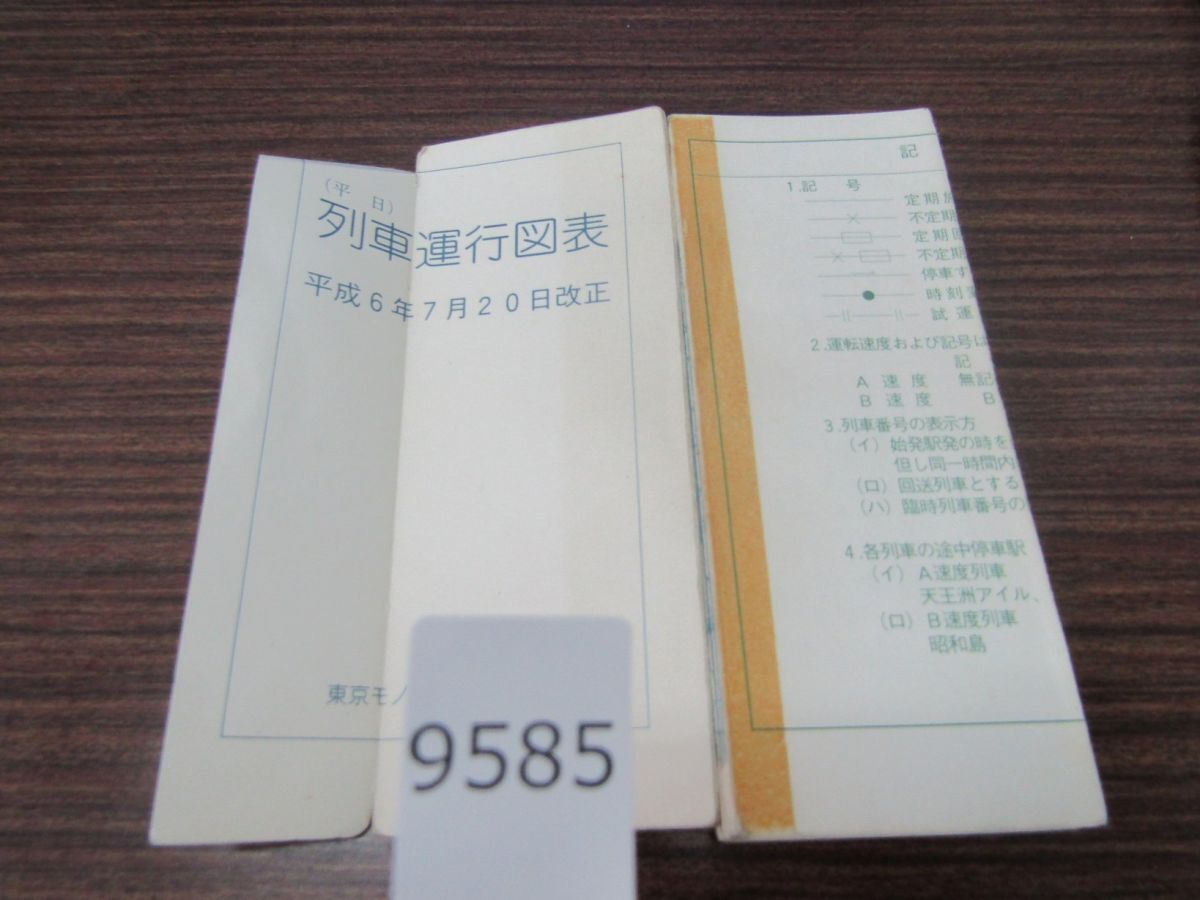 (平日)
列車運行図表
平成6年7月20日改正
東京モノ
9585
記
1.記 号
定期
不定期
定期回
不定期
停車す
時刻
試運
2.運転速度および記号は
記
A 速 度 無記
B 速 度 B
3.列車番号の表示方
(イ) 始発駅発の時を
但し同一時間内
(ロ) 回送列車とする
(ハ) 臨時列車番号の
4.各列車の途中停車駅
(イ) A速度列車
天王洲アイル、
(ロ) B速度列車
昭和島